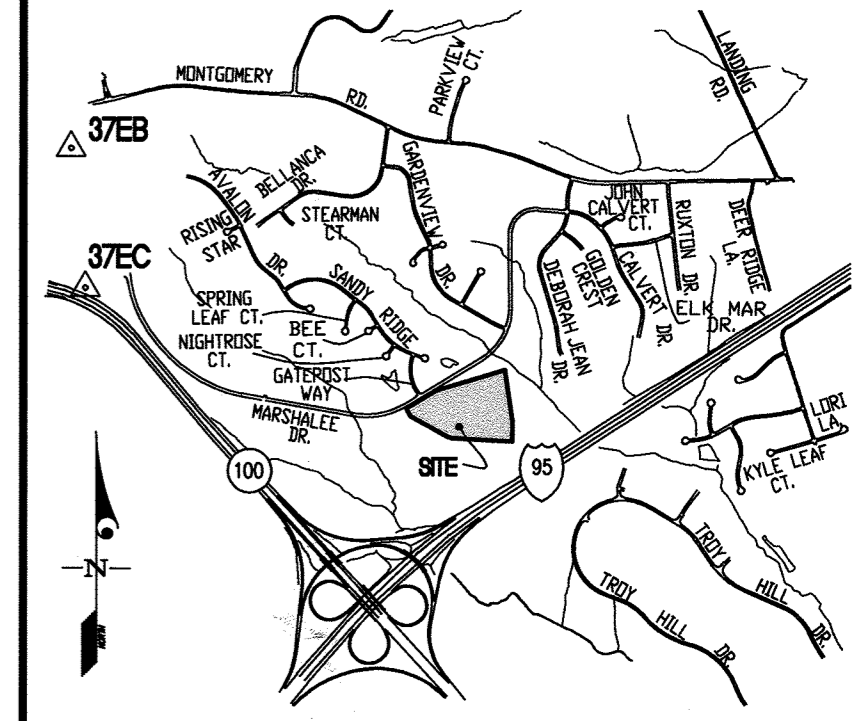 MONTGOMERY
RD.
PARKVIEW
CT.
LANDING
RD.
37EB
AVALON
DR.
BELLANCA
DR.
RISING
STAR
STEARMAN
CT.
GARDENVIEW
DR.
JOHN
CALVERT
CT.
RUXTON DR.
DEER RIDGE
LA.
37EC
SANDY
RIDGE
SPRING
LEAF CT.
BEE
CT.
NIGHTROSE
CT.
GATEPOST
WAY
MARSHALEE
DR.
DEBORAH JEAN
DR.
GOLDEN
CREST
CALVERT DR.
ELK MAR
DR.
SITE
100
95
LORI
LA.
KYLE LEAF
CT.
TROY HILL DR.
TROY HILL DR.
N
NORTH